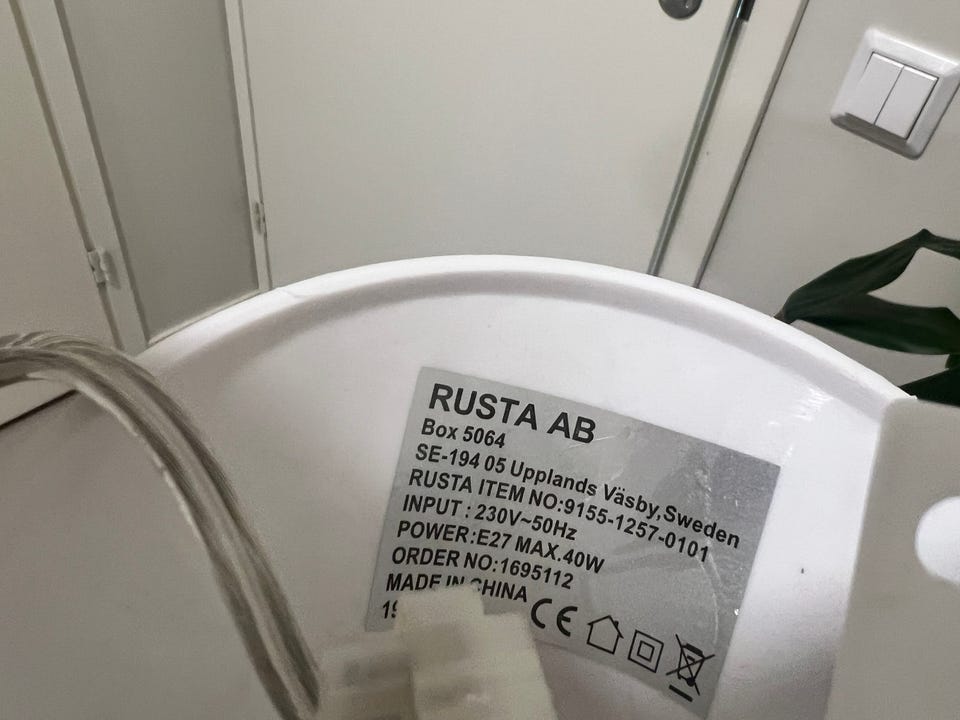 RUSTA AB
Box 5064
SE-194 05 Upplands Väsby,Sweden
RUSTA ITEM NO:9155-1257-0101
INPUT : 230V~50Hz
POWER:E27 MAX.40W
ORDER NO:1695112
MADE IN CHINA
CE